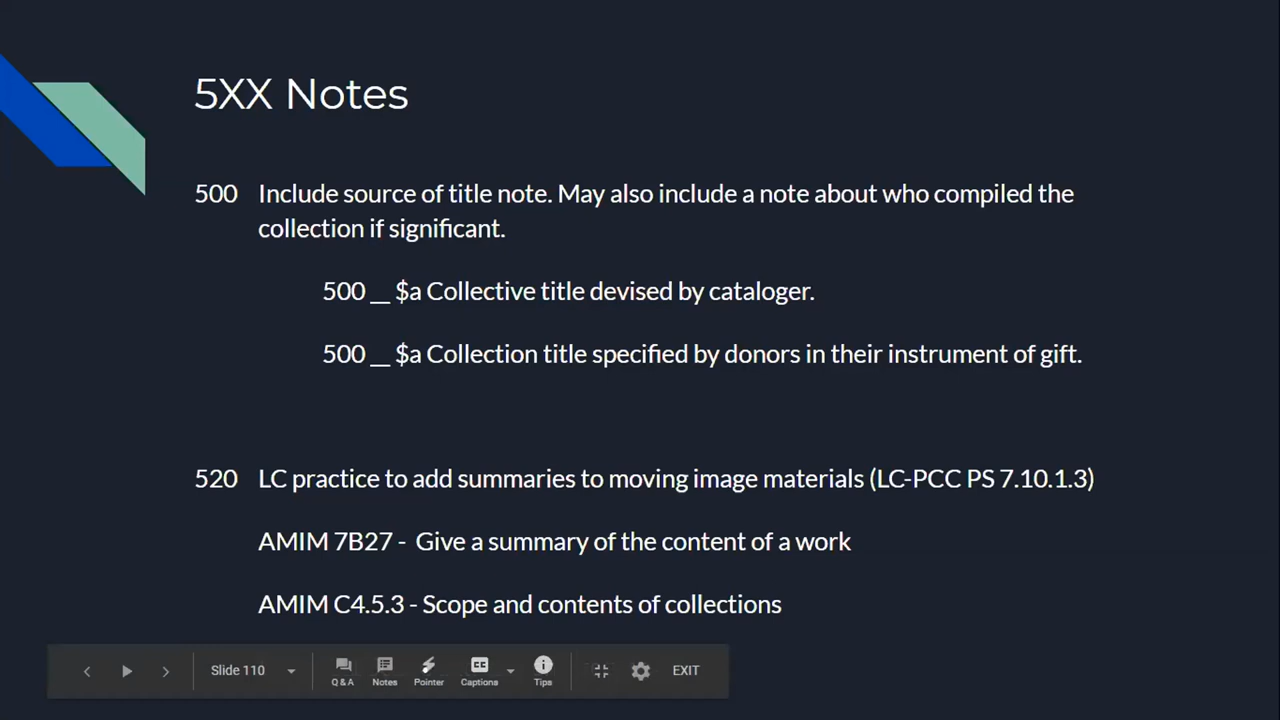 5XX Notes
500 Include source of title note. May also include a note about who compiled the
collection if significant.
500 __ $a Collective title devised by cataloger.
500 __ $a Collection title specified by donors in their instrument of gift.
520 LC practice to add summaries to moving image materials (LC-PCC PS 7.10.1.3)
AMIM 7B27 - Give a summary of the content of a work
AMIM C4.5.3 - Scope and contents of collections
Slide 110 Q & A Notes Pointer CC Captions Tips EXIT